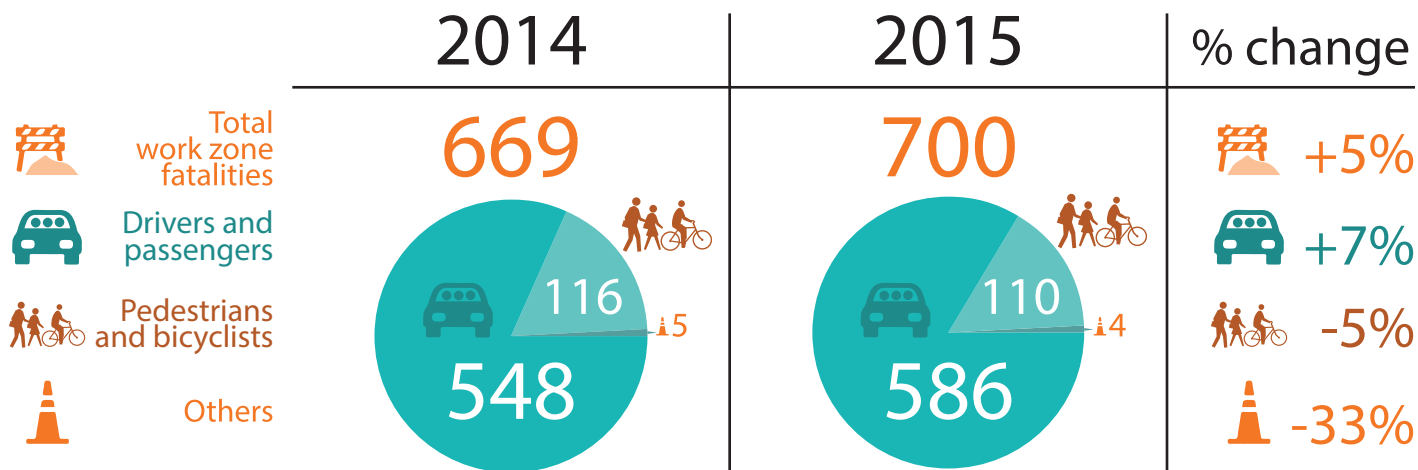 2014 2015 % change
Total
work zone
fatalities
669 700 +5%
Drivers and
passengers
+7%
116 110
Pedestrians
and bicyclists
5 4 -5%
548 586
Others
-33%